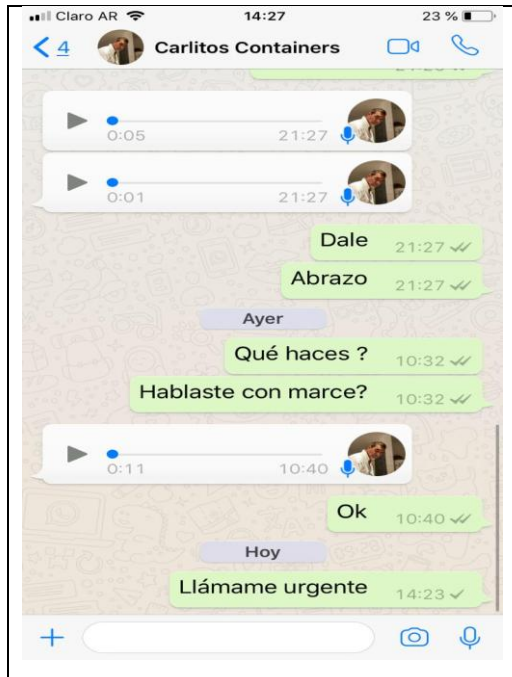 Claro AR 14:27 23 %
4 Carlitos Containers
0:05 21:27
0:01 21:27
Dale 21:27
Abrazo 21:27
Ayer
Qué haces ? 10:32
Hablaste con marce? 10:32
0:11 10:40
Ok 10:40
Hoy
Llámame urgente 14:23